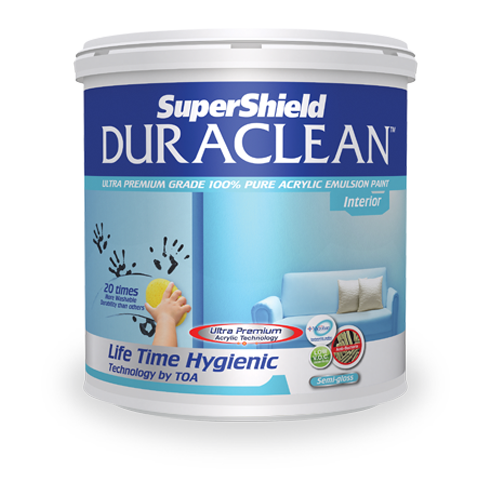 SuperShield
DURACLEAN™
ULTRA PREMIUM GRADE 100% PURE ACRYLIC EMULSION PAINT
Interior
20 times
More Washable
Durability than others*
Ultra Premium
Acrylic Technology
Life Time Hygienic
Technology by TOA
Semi-gloss